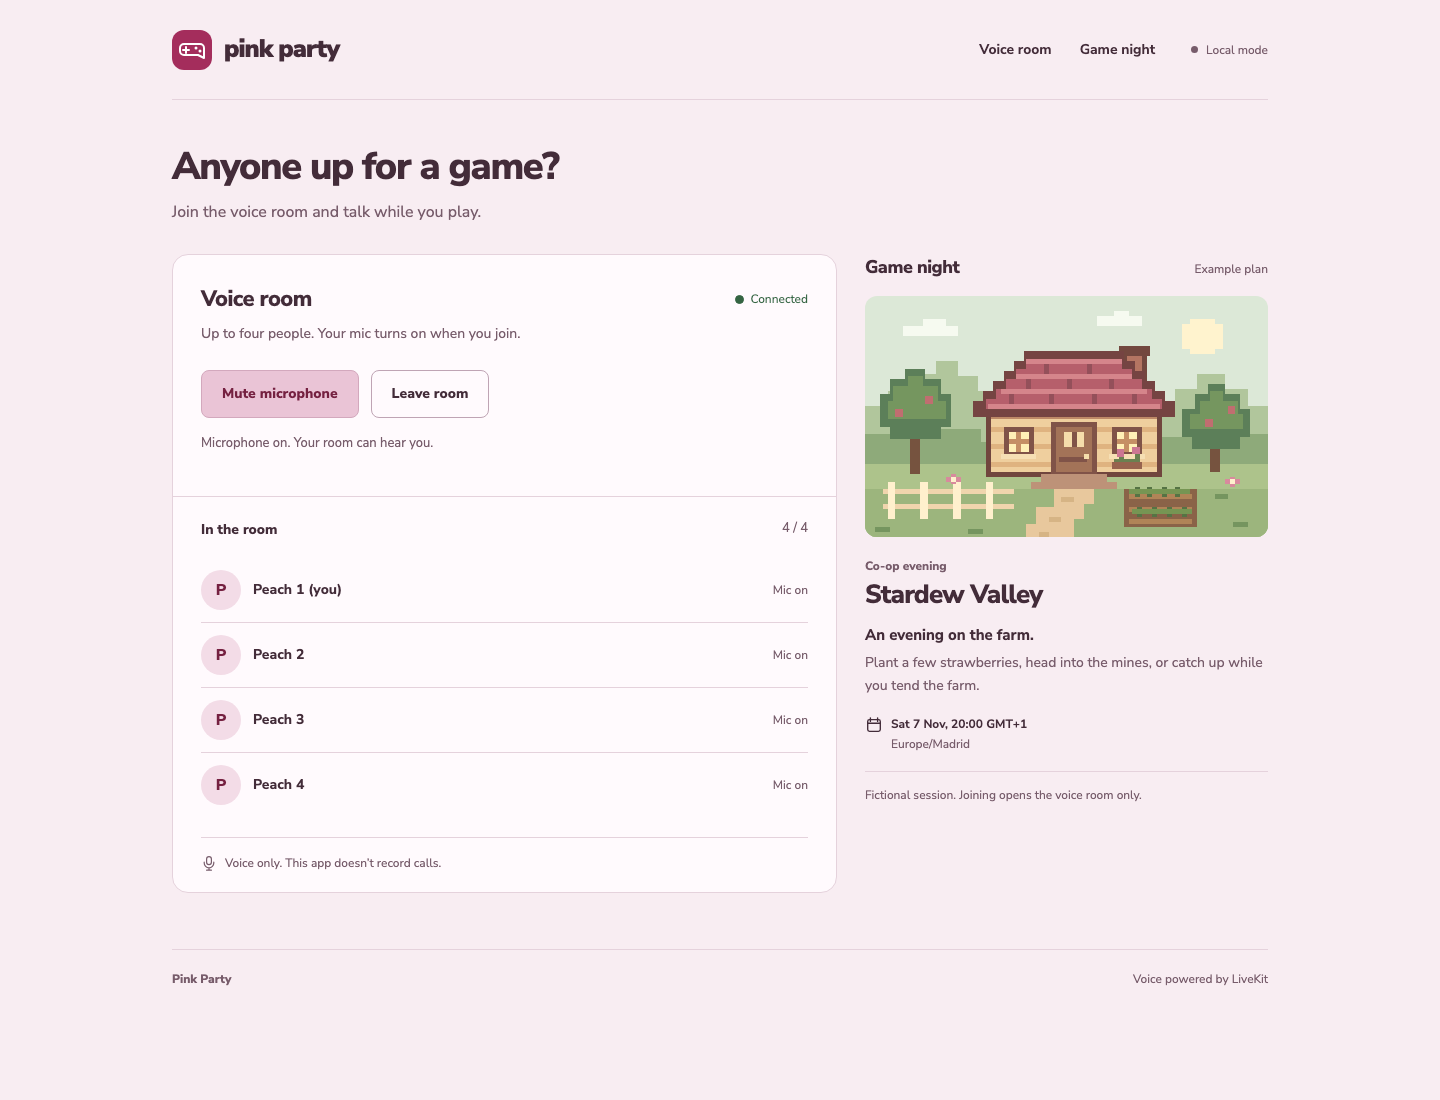 pink party
Voice room
Game night
Local mode
Anyone up for a game?
Join the voice room and talk while you play.
Voice room
Connected
Up to four people. Your mic turns on when you join.
Mute microphone
Leave room
Microphone on. Your room can hear you.
In the room
4 / 4
P
Peach 1 (you)
Mic on
P
Peach 2
Mic on
P
Peach 3
Mic on
P
Peach 4
Mic on
Voice only. This app doesn't record calls.
Game night
Example plan
Co-op evening
Stardew Valley
An evening on the farm.
Plant a few strawberries, head into the mines, or catch up while
you tend the farm.
Sat 7 Nov, 20:00 GMT+1
Europe/Madrid
Fictional session. Joining opens the voice room only.
Pink Party
Voice powered by LiveKit